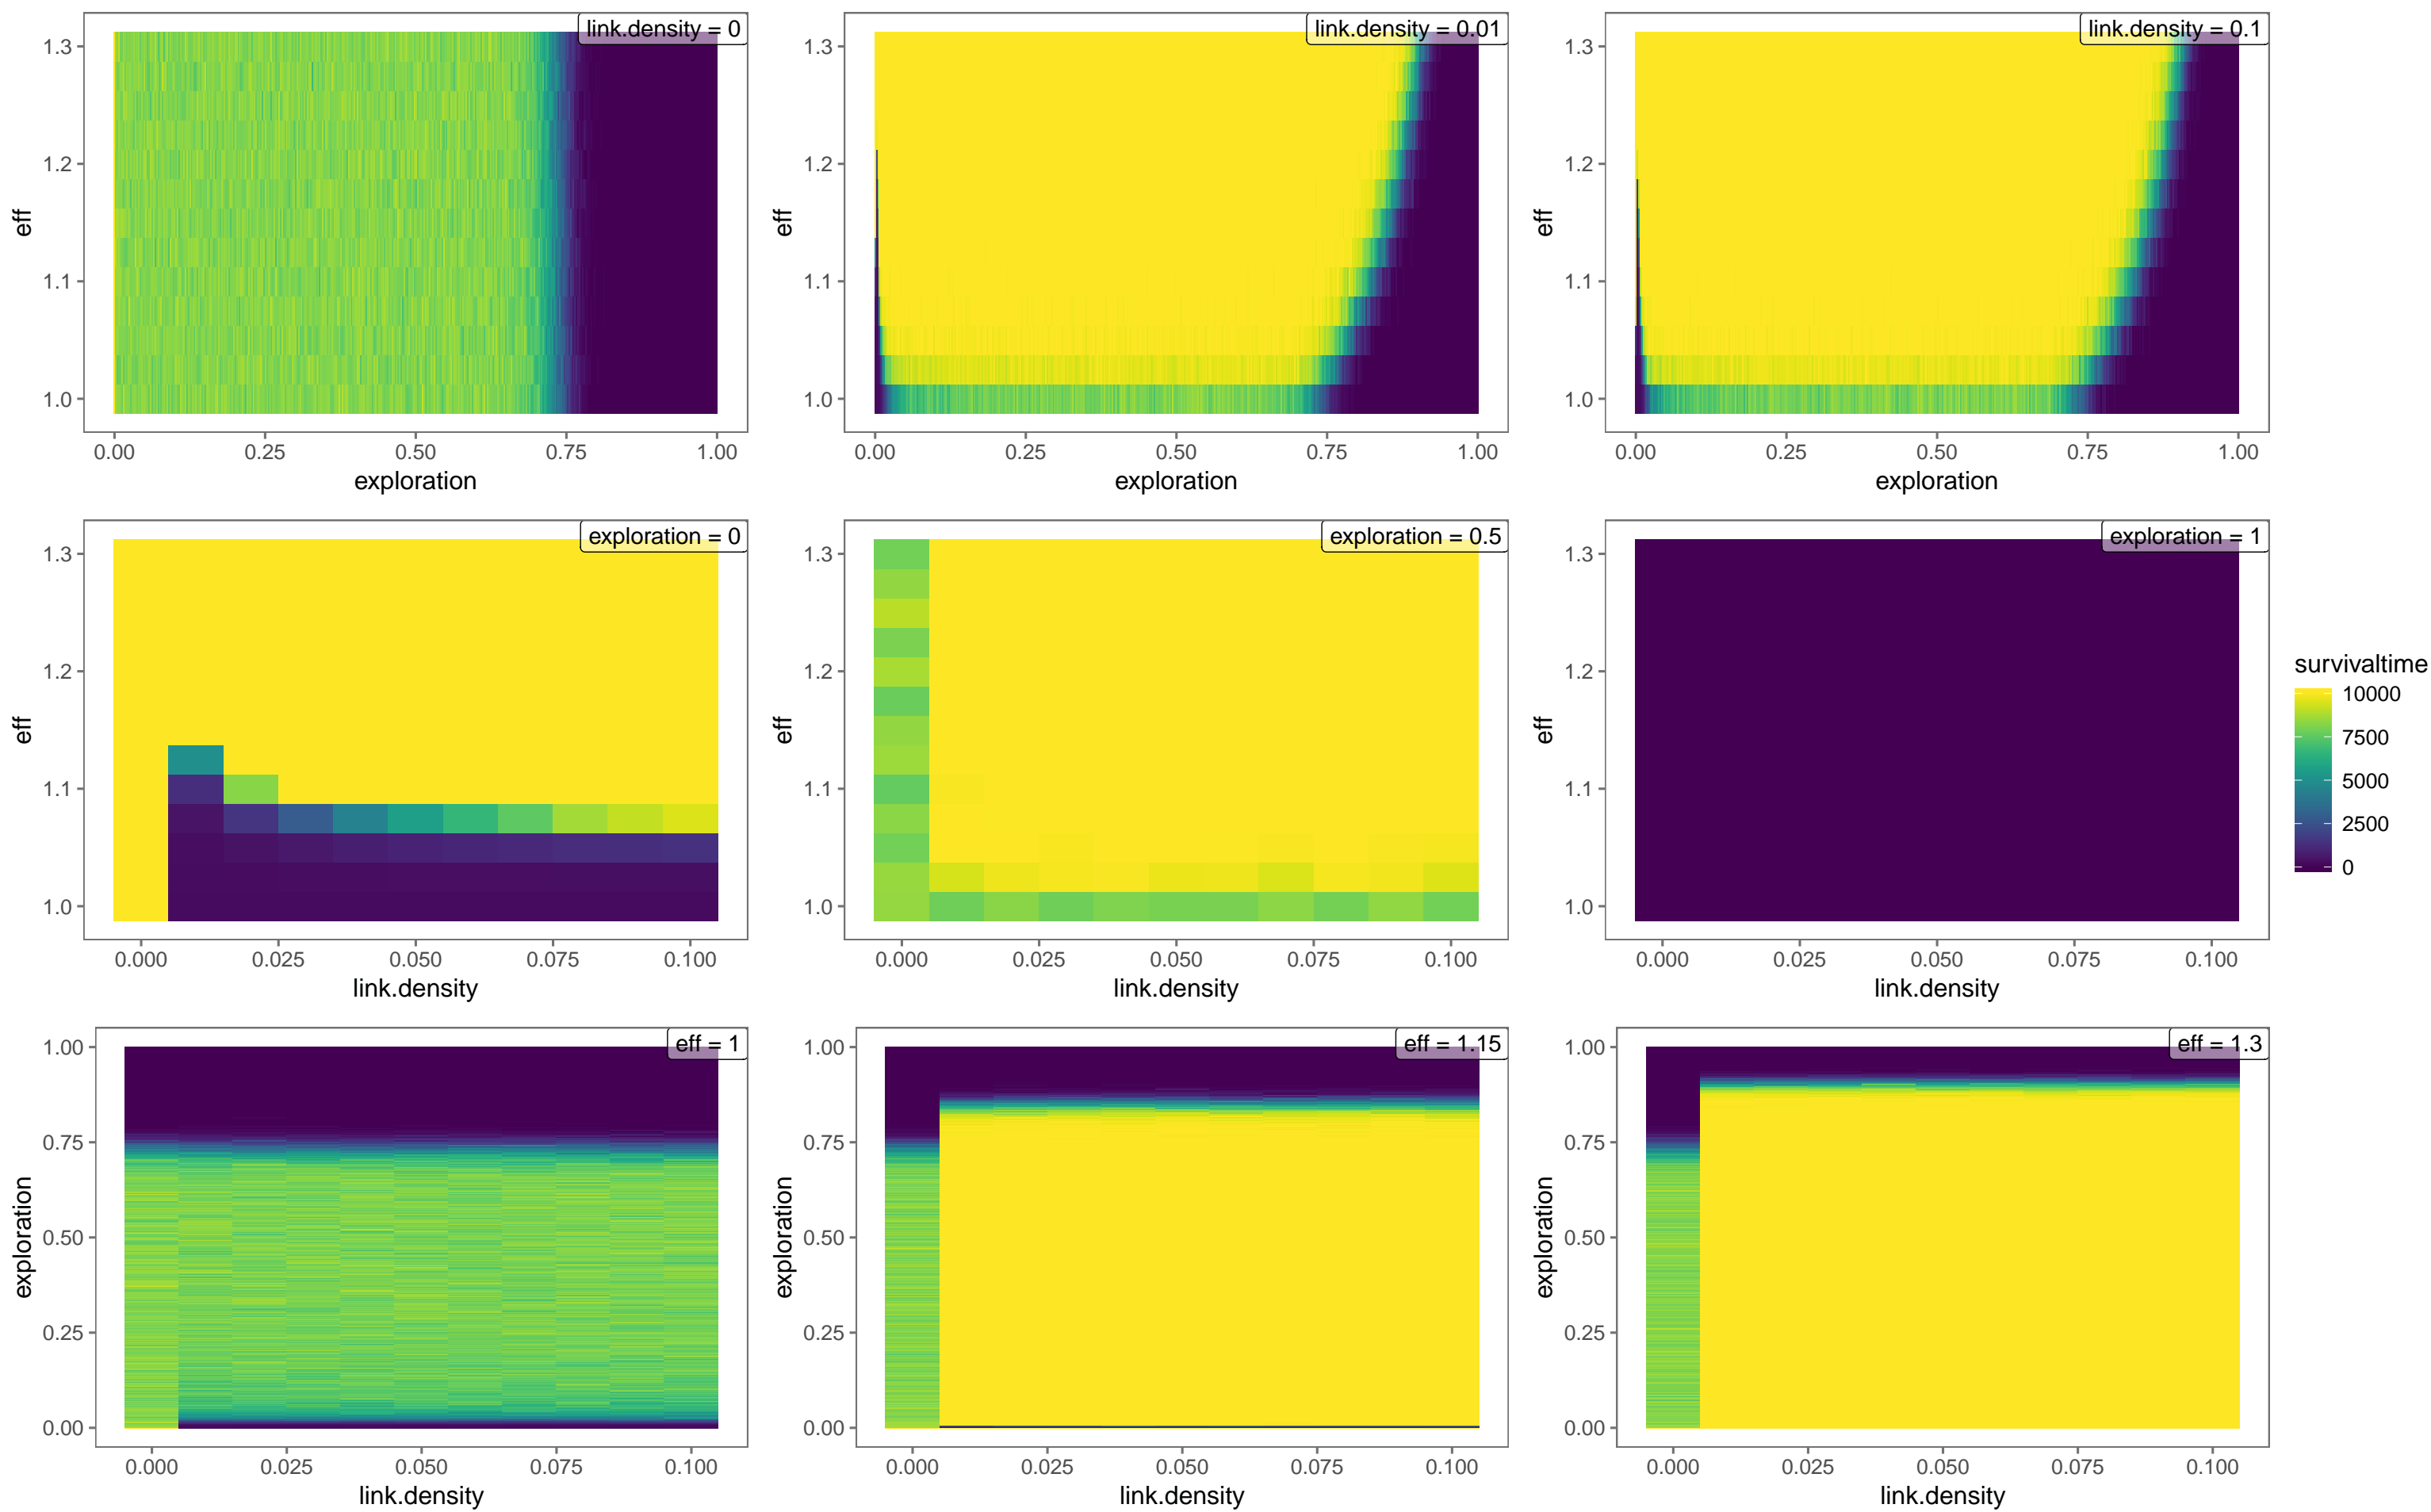 link.density = 0
1.3
1.2
1.1
1.0
eff
0.00 0.25 0.50 0.75 1.00
exploration
link.density = 0.01
1.3
1.2
1.1
1.0
eff
0.00 0.25 0.50 0.75 1.00
exploration
link.density = 0.1
1.3
1.2
1.1
1.0
eff
0.00 0.25 0.50 0.75 1.00
exploration
exploration = 0
1.3
1.2
1.1
1.0
eff
0.000 0.025 0.050 0.075 0.100
link.density
exploration = 0.5
1.3
1.2
1.1
1.0
eff
0.000 0.025 0.050 0.075 0.100
link.density
exploration = 1
1.3
1.2
1.1
1.0
eff
0.000 0.025 0.050 0.075 0.100
link.density
survivaltime
10000
7500
5000
2500
0
eff = 1
1.00
0.75
0.50
0.25
0.00
exploration
0.000 0.025 0.050 0.075 0.100
link.density
eff = 1.15
1.00
0.75
0.50
0.25
0.00
exploration
0.000 0.025 0.050 0.075 0.100
link.density
eff = 1.3
1.00
0.75
0.50
0.25
0.00
exploration
0.000 0.025 0.050 0.075 0.100
link.density